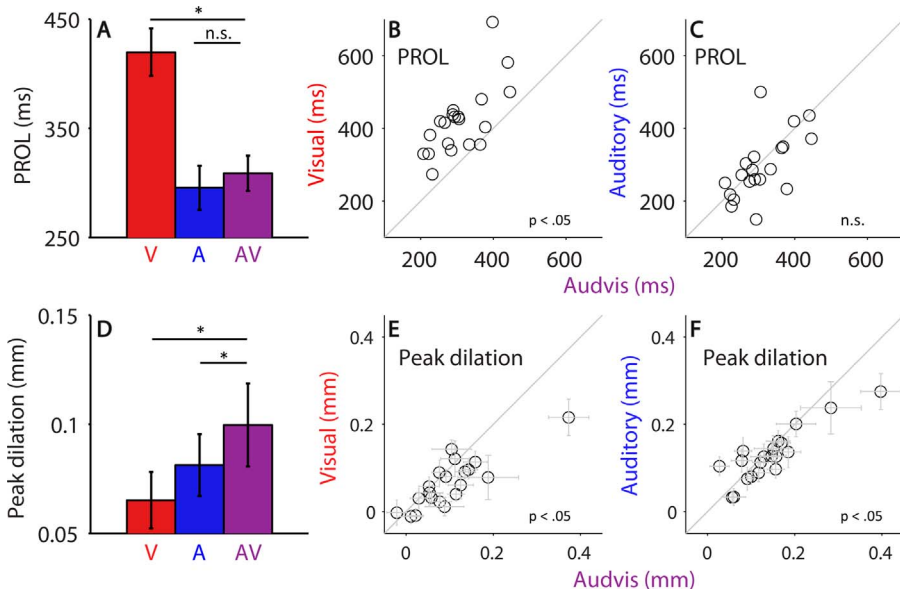 A
*
n.s.
PROL (ms)
450
350
250
V A AV
B
PROL
Visual (ms)
600
400
200
p < .05
200 400 600
C
PROL
Auditory (ms)
600
400
200
n.s.
200 400 600
Audvis (ms)
D
*
*
Peak dilation (mm)
0.15
0.1
0.05
V A AV
E
Peak dilation
Visual (mm)
0.4
0.2
0
p < .05
0 0.2 0.4
F
Peak dilation
Auditory (mm)
0.4
0.2
0
p < .05
0 0.2 0.4
Audvis (mm)